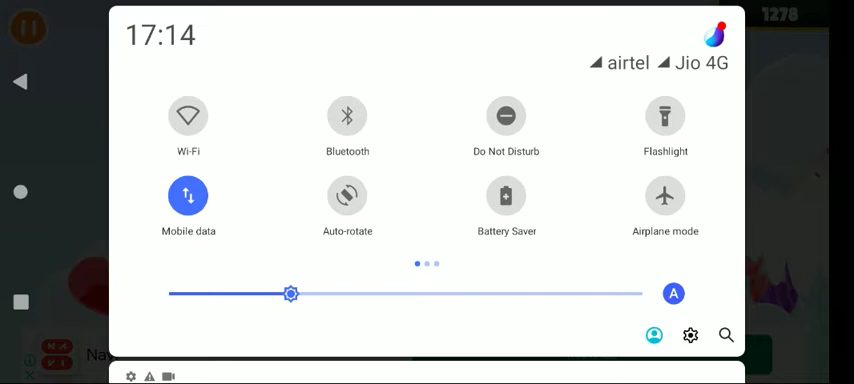 1278
17:14
airtel Jio 4G
Wi-Fi
Bluetooth
Do Not Disturb
Flashlight
Mobile data
Auto-rotate
Battery Saver
Airplane mode
A